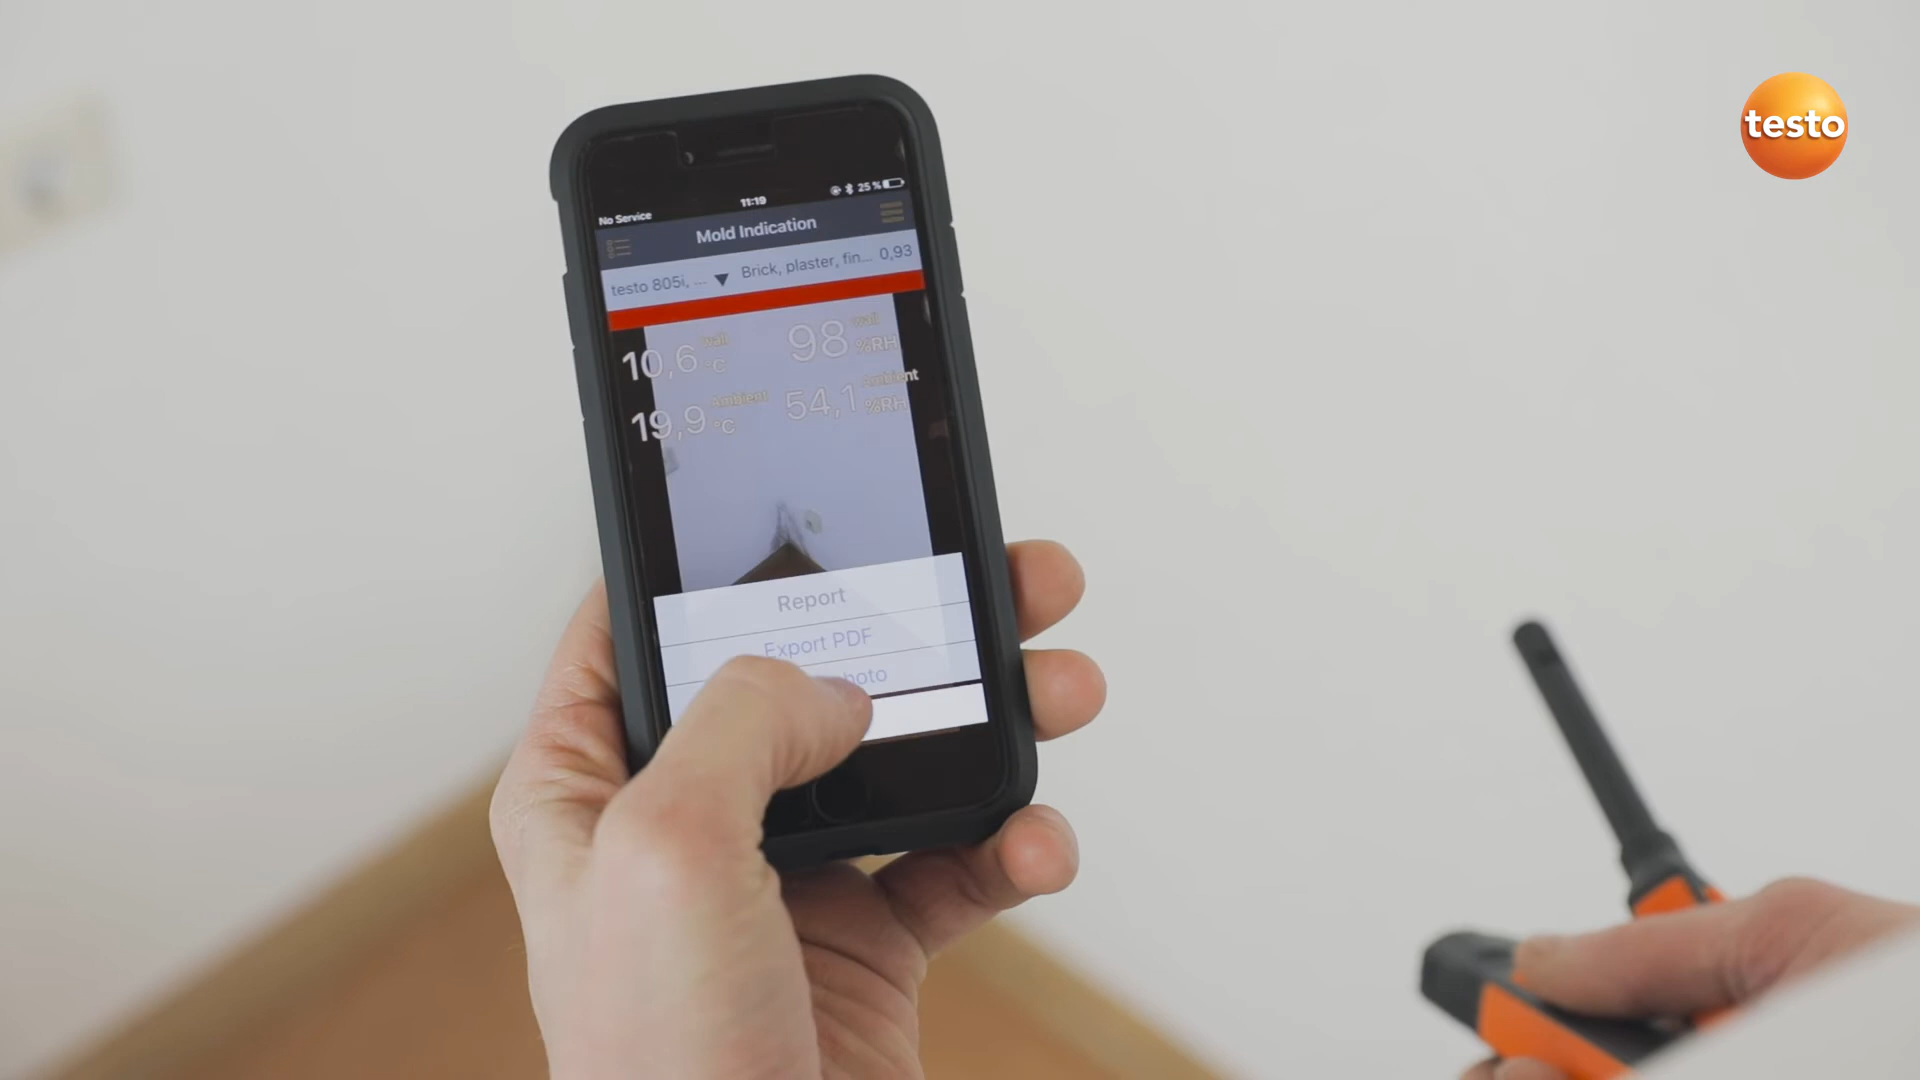 testo
No Service 11:19 25 %
Mold Indication
testo 805i, ... Brick, plaster, fin... 0,93
10,6 °C Wall 98 %RH Wall
19,9 °C Ambient 54,1 %RH Ambient
Report
Export PDF